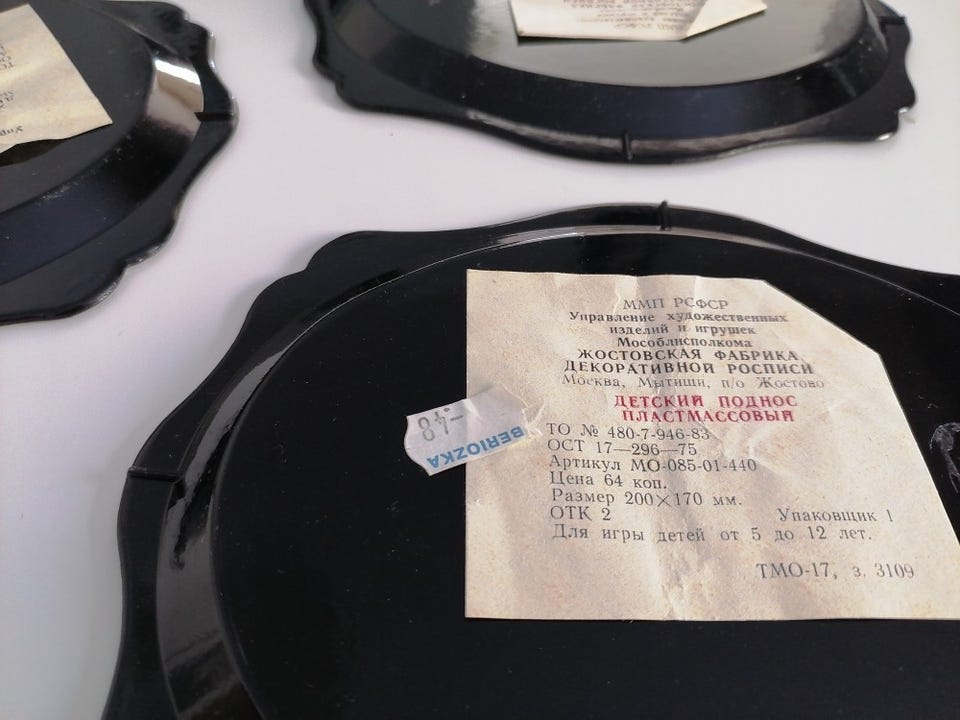 ММП РСФСР
Управление художественных
изделий и игрушек
Мособлисполкома
ЖОСТОВСКАЯ ФАБРИКА
ДЕКОРАТИВНОЙ РОСПИСИ
Москва, Мытищи, п/о Жостово
ДЕТСКИЙ ПОДНОС
ПЛАСТМАССОВЫЙ
ТО № 480-7-946-83
ОСТ 17—296—75
Артикул МО-085-01-440
Цена 64 коп.
Размер 200×170 мм.
ОТК 2 Упаковщик 1
Для игры детей от 5 до 12 лет.
ТМО-17, з. 3109
BERIOZKA